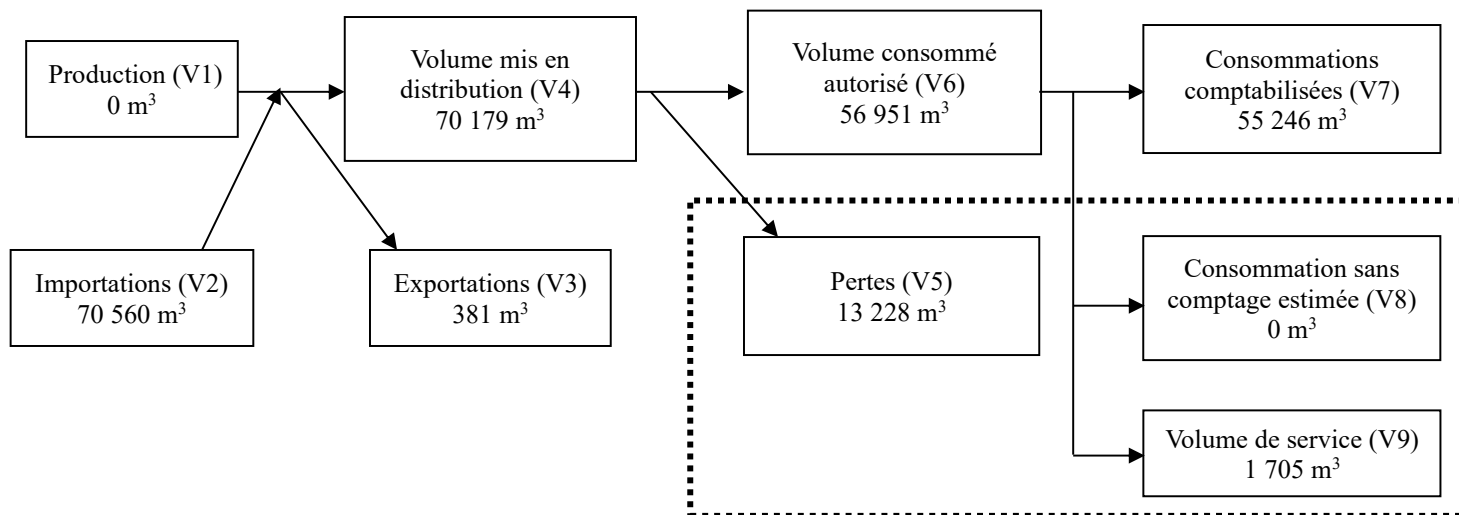 Production (V1)
0 m³
Volume mis en
distribution (V4)
70 179 m³
Volume consommé
autorisé (V6)
56 951 m³
Consommations
comptabilisées (V7)
55 246 m³
Importations (V2)
70 560 m³
Exportations (V3)
381 m³
Pertes (V5)
13 228 m³
Consommation sans
comptage estimée (V8)
0 m³
Volume de service (V9)
1 705 m³